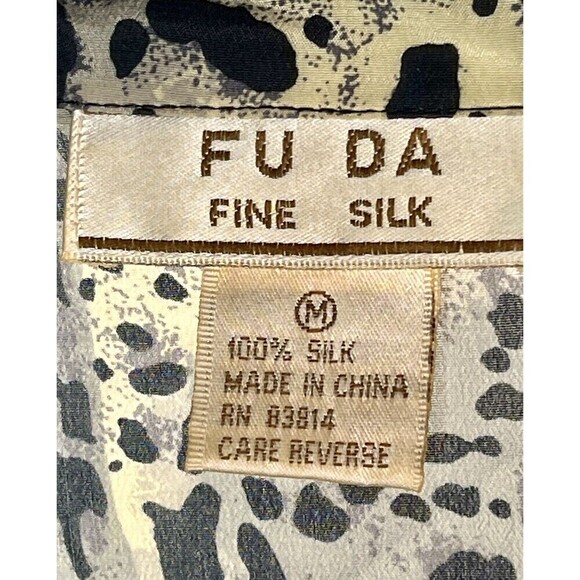 FU DA
FINE SILK
M
100% SILK
MADE IN CHINA
RN 83814
CARE REVERSE